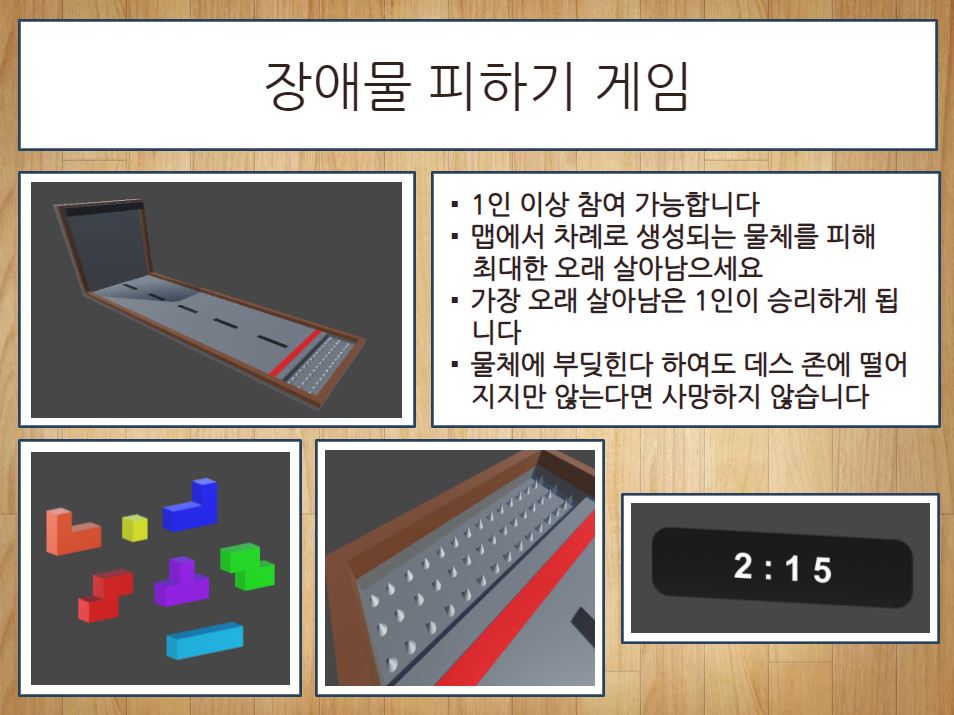 장애물 피하기 게임
▪ 1인 이상 참여 가능합니다
▪ 맵에서 차례로 생성되는 물체를 피해
최대한 오래 살아남으세요
▪ 가장 오래 살아남은 1인이 승리하게 됩
니다
▪ 물체에 부딪힌다 하여도 데스 존에 떨어
지지만 않는다면 사망하지 않습니다
2:15